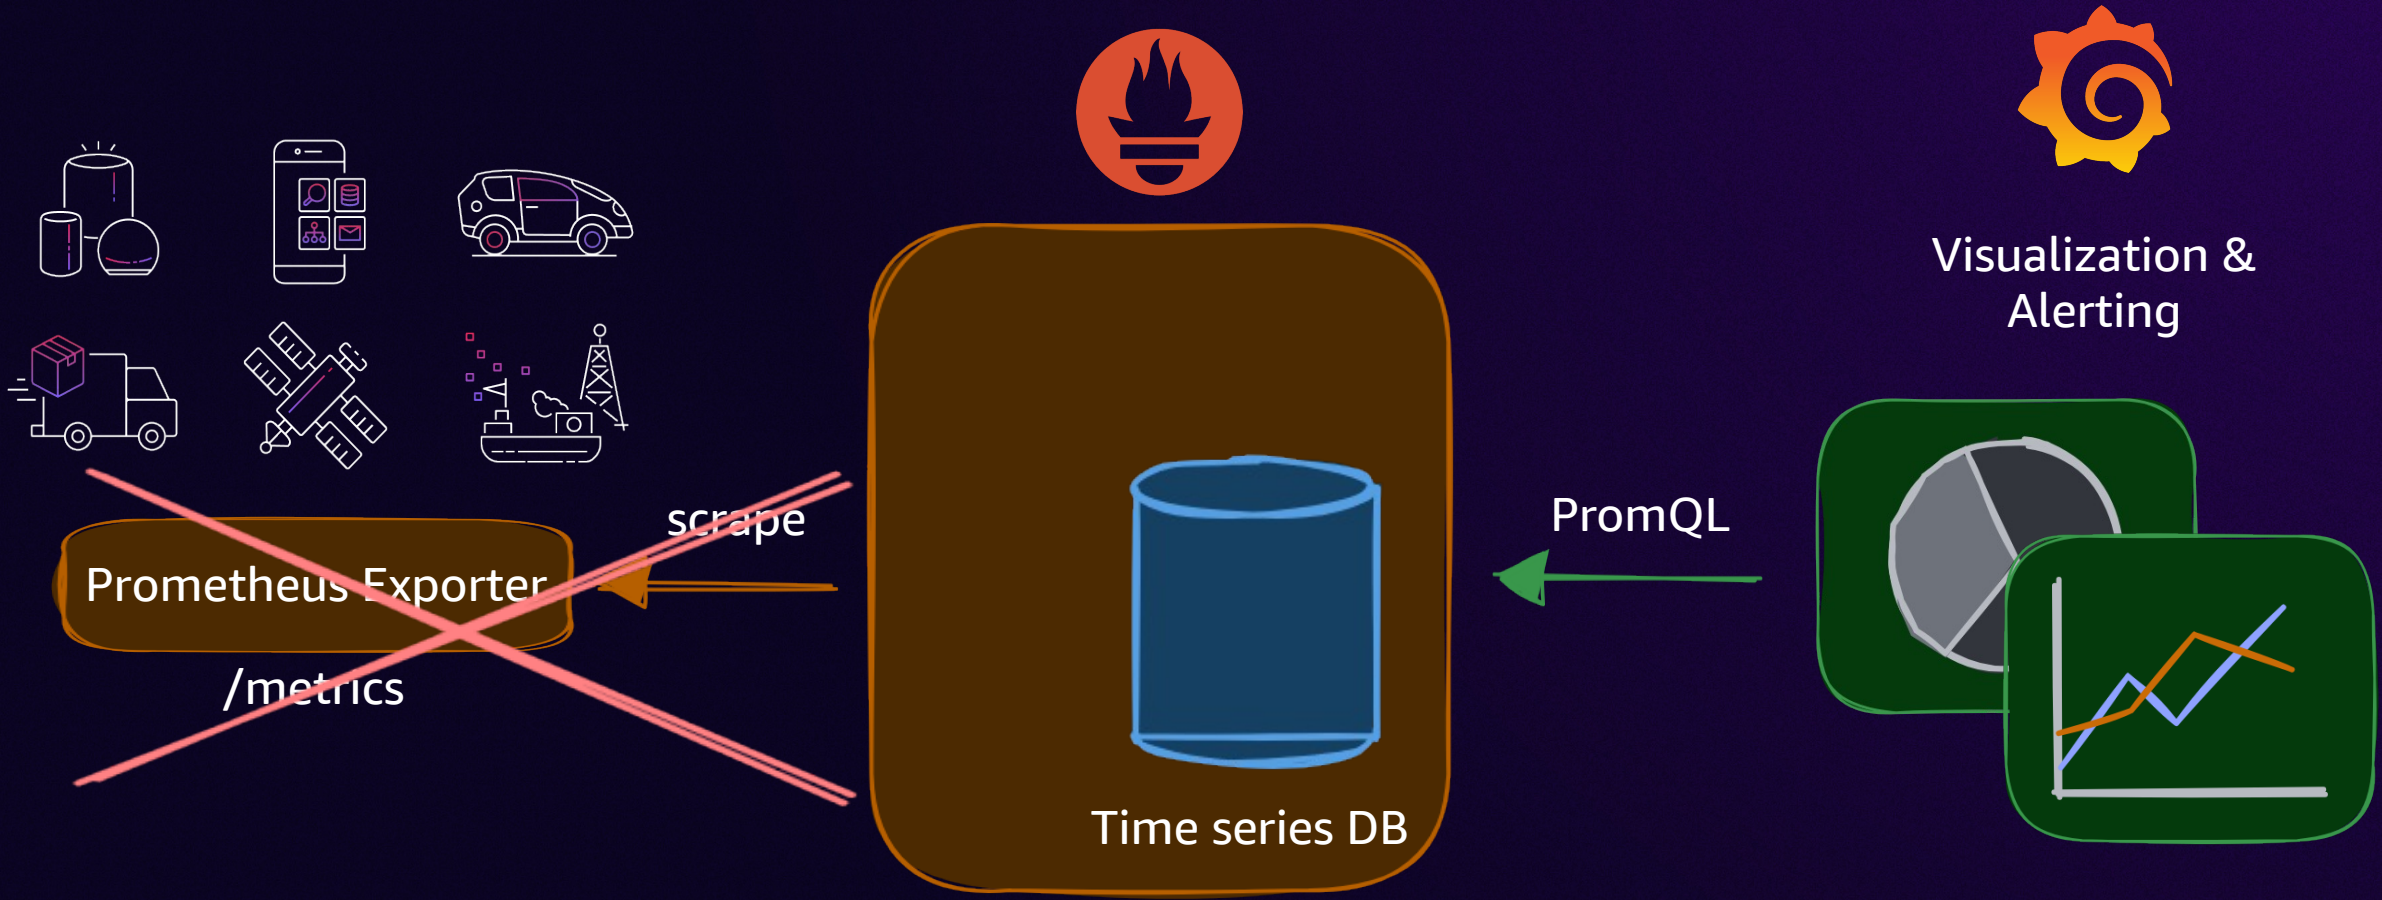 Visualization &
Alerting
scrape
PromQL
Prometheus Exporter
/metrics
Time series DB